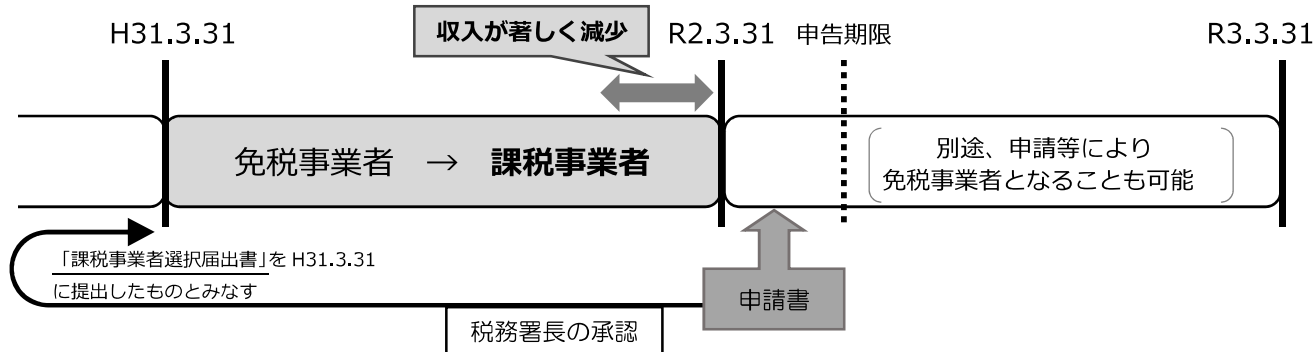 収入が著しく減少
H31.3.31
R2.3.31
申告期限
R3.3.31
免税事業者 → 課税事業者
別途、申請等により
免税事業者となることも可能
「課税事業者選択届出書」を H31.3.31
に提出したものとみなす
申請書
税務署長の承認